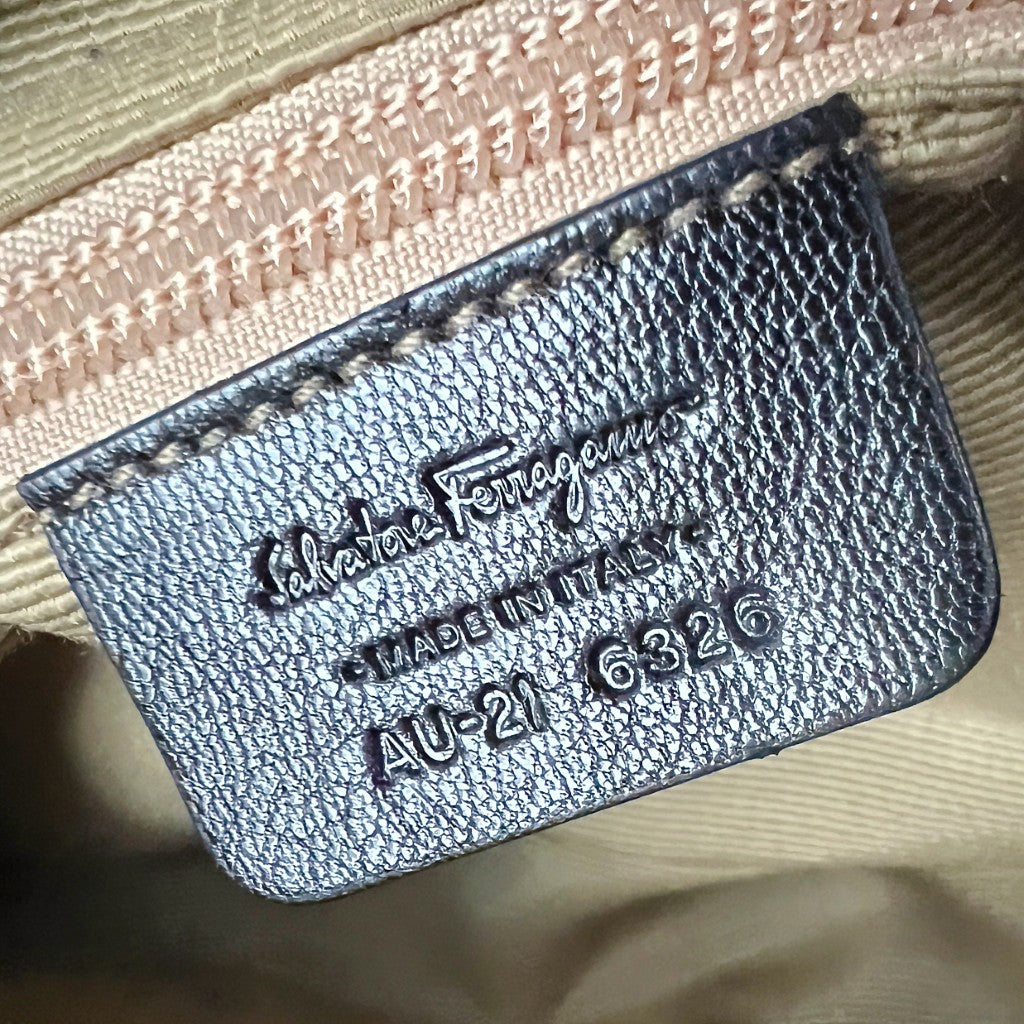 Salvatore Ferragamo
•MADE IN ITALY•
AU-21 6326